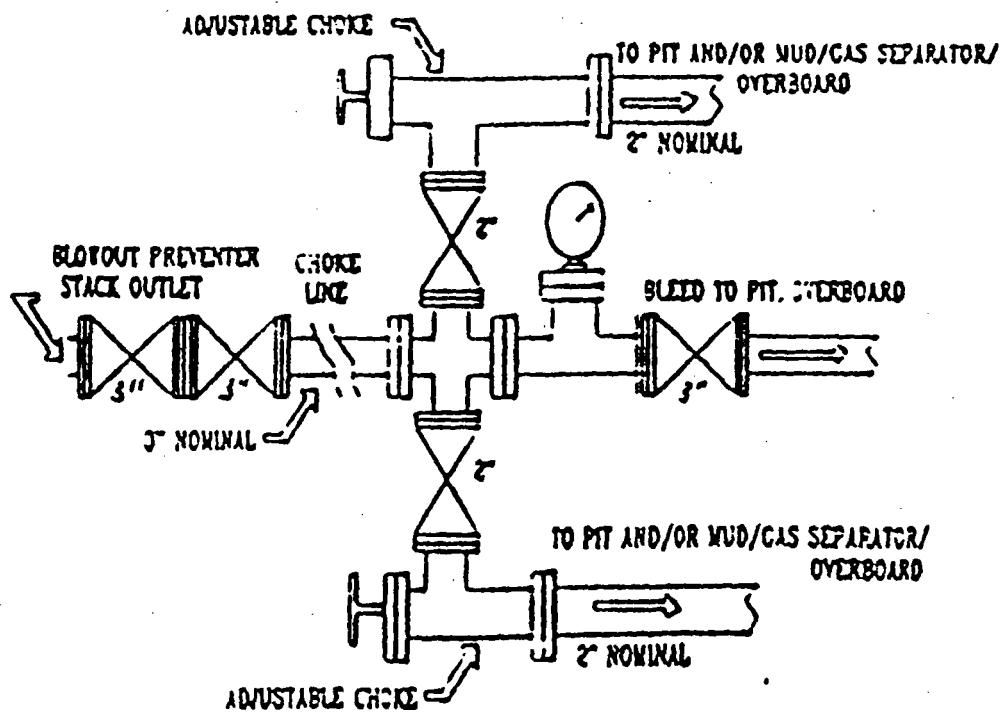 ADJUSTABLE CHOKE
TO PIT AND/OR MUD/GAS SEPARATOR/
OVERBOARD
2" NOMINAL
2"
BLOWOUT PREVENTER
STACK OUTLET
CHOKE
LINE
BLEED TO PIT, OVERBOARD
3"
3"
3"
3" NOMINAL
2"
TO PIT AND/OR MUD/GAS SEPARATOR/
OVERBOARD
2" NOMINAL
ADJUSTABLE CHOKE